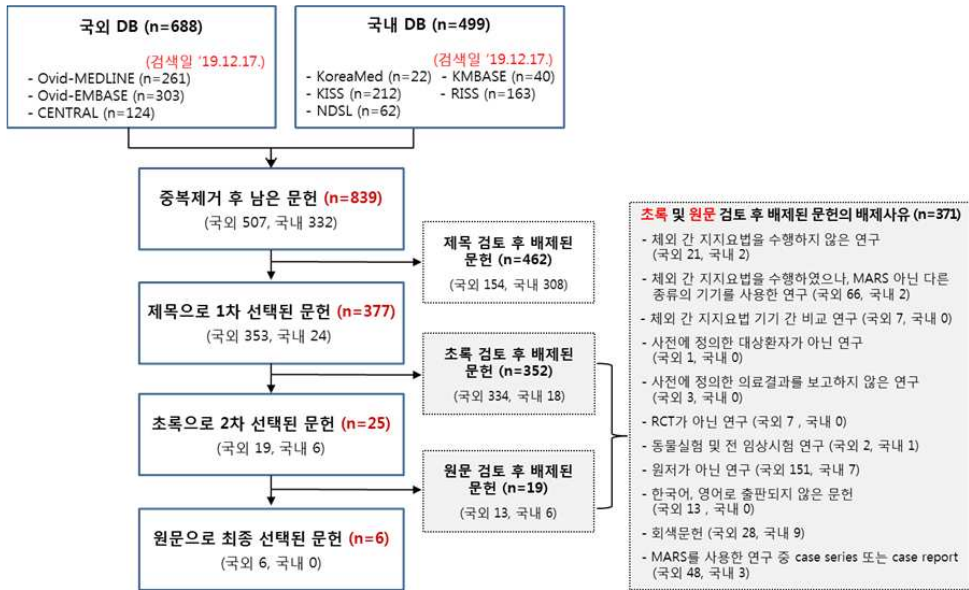 국외 DB (n=688)
(검색일 ’19.12.17.)
- Ovid-MEDLINE (n=261)
- Ovid-EMBASE (n=303)
- CENTRAL (n=124)
국내 DB (n=499)
(검색일 ’19.12.17.)
- KoreaMed (n=22) - KMBASE (n=40)
- KISS (n=212) - RISS (n=163)
- NDSL (n=62)
중복제거 후 남은 문헌 (n=839)
(국외 507, 국내 332)
제목 검토 후 배제된
문헌 (n=462)
(국외 154, 국내 308)
제목으로 1차 선택된 문헌 (n=377)
(국외 353, 국내 24)
초록 검토 후 배제된
문헌 (n=352)
(국외 334, 국내 18)
초록으로 2차 선택된 문헌 (n=25)
(국외 19, 국내 6)
원문 검토 후 배제된
문헌 (n=19)
(국외 13, 국내 6)
원문으로 최종 선택된 문헌 (n=6)
(국외 6, 국내 0)
초록 및 원문 검토 후 배제된 문헌의 배제사유 (n=371)
- 체외 간 지지요법을 수행하지 않은 연구
(국외 21, 국내 2)
- 체외 간 지지요법을 수행하였으나, MARS 아닌 다른
종류의 기기를 사용한 연구 (국외 66, 국내 2)
- 체외 간 지지요법 기기 간 비교 연구 (국외 7, 국내 0)
- 사전에 정의한 대상환자가 아닌 연구
(국외 1, 국내 0)
- 사전에 정의한 의료결과를 보고하지 않은 연구
(국외 3, 국내 0)
- RCT가 아닌 연구 (국외 7 , 국내 0)
- 동물실험 및 전 임상시험 연구 (국외 2, 국내 1)
- 원저가 아닌 연구 (국외 151, 국내 7)
- 한국어, 영어로 출판되지 않은 문헌
(국외 13 , 국내 0)
- 회색문헌 (국외 28, 국내 9)
- MARS를 사용한 연구 중 case series 또는 case report
(국외 48, 국내 3)